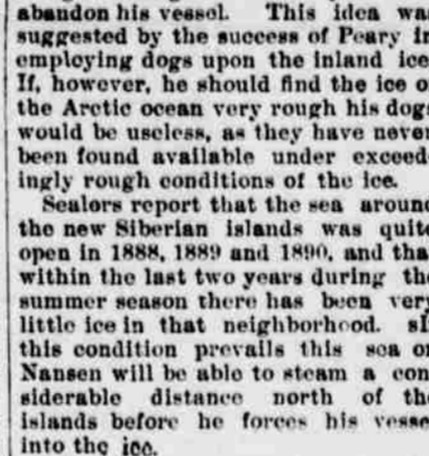 abandon his vessel. This idea wa
suggested by the success of Peary i
employing dogs upon the inland ice
If, however, he should find the ice o
the Arctic ocean very rough his dog
would be useless, as they have never
been found available under exceed-
ingly rough conditions of the ice.
Sealers report that the sea around
the new Siberian islands was quit
open in 1888, 1889 and 1890, and tha
within the last two years during th
summer season there has been ver
little ice in that neighborhood. sI
this condition prevails this sea o
Nansen will be able to steam a con
siderable distance north of the
islands before he forces his vesse
into the ice.